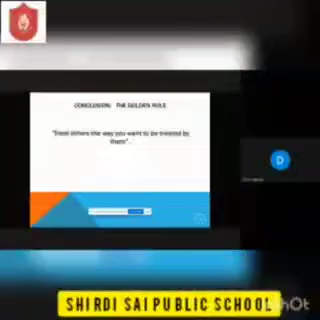 CONCLUSION: THE GOLDEN RULE
"Treat others the way you want to be treated by
them".
D
SHIRDI SAI PUBLIC SCHOOL